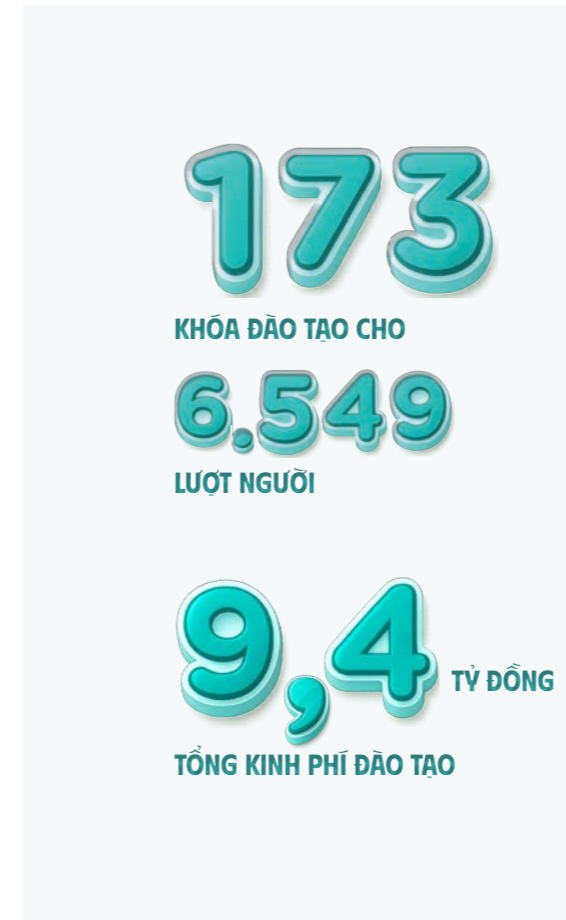 173
KHÓA ĐÀO TẠO CHO
6.549
LƯỢT NGƯỜI
9,4 TỶ ĐỒNG
TỔNG KINH PHÍ ĐÀO TẠO